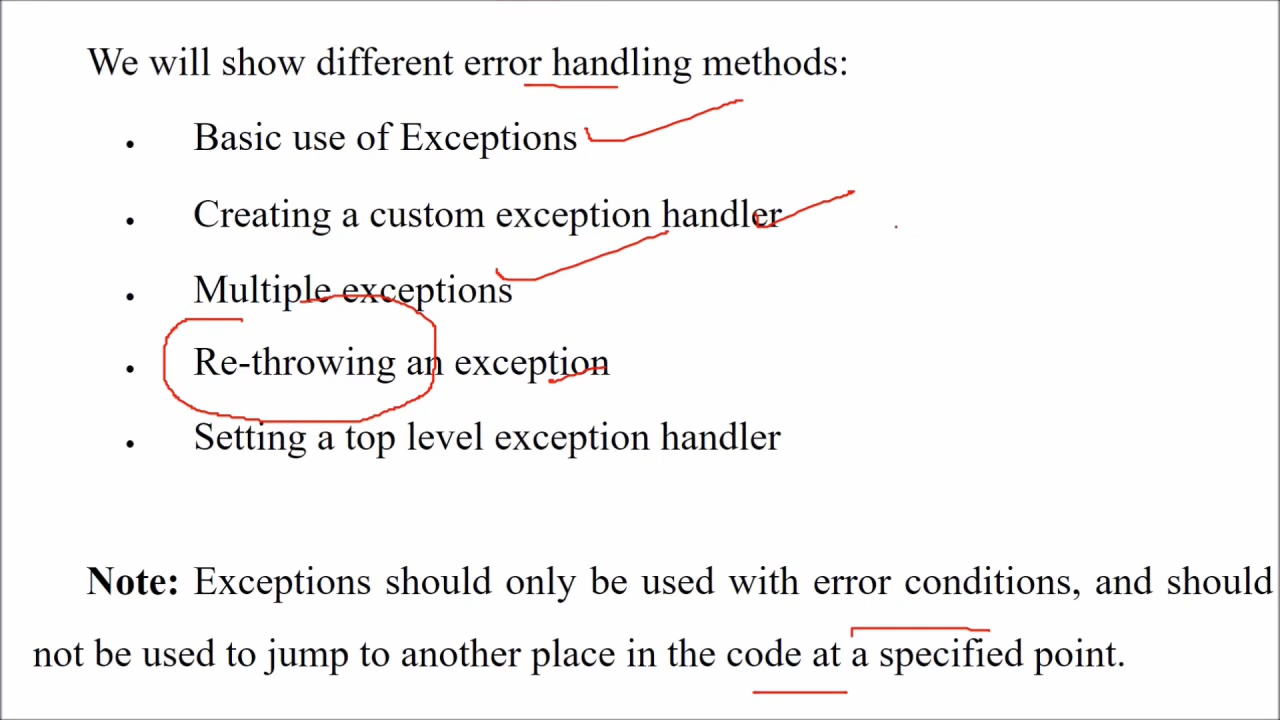 We will show different error handling methods:
• Basic use of Exceptions
• Creating a custom exception handler
• Multiple exceptions
• Re-throwing an exception
• Setting a top level exception handler
Note: Exceptions should only be used with error conditions, and should
not be used to jump to another place in the code at a specified point.